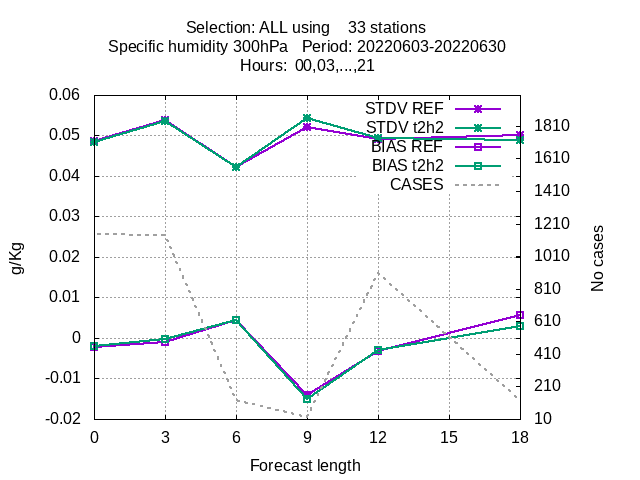 Selection: ALL using    33 stations
Specific humidity 300hPa   Period: 20220603-20220630
Hours:  00,03,...,21
STDV REF
STDV t2h2
BIAS REF
BIAS t2h2
CASES
0.06
0.05
0.04
0.03
0.02
0.01
0
-0.01
-0.02
g/Kg
1810
1610
1410
1210
1010
810
610
410
210
10
No cases
0 3 6 9 12 15 18
Forecast length